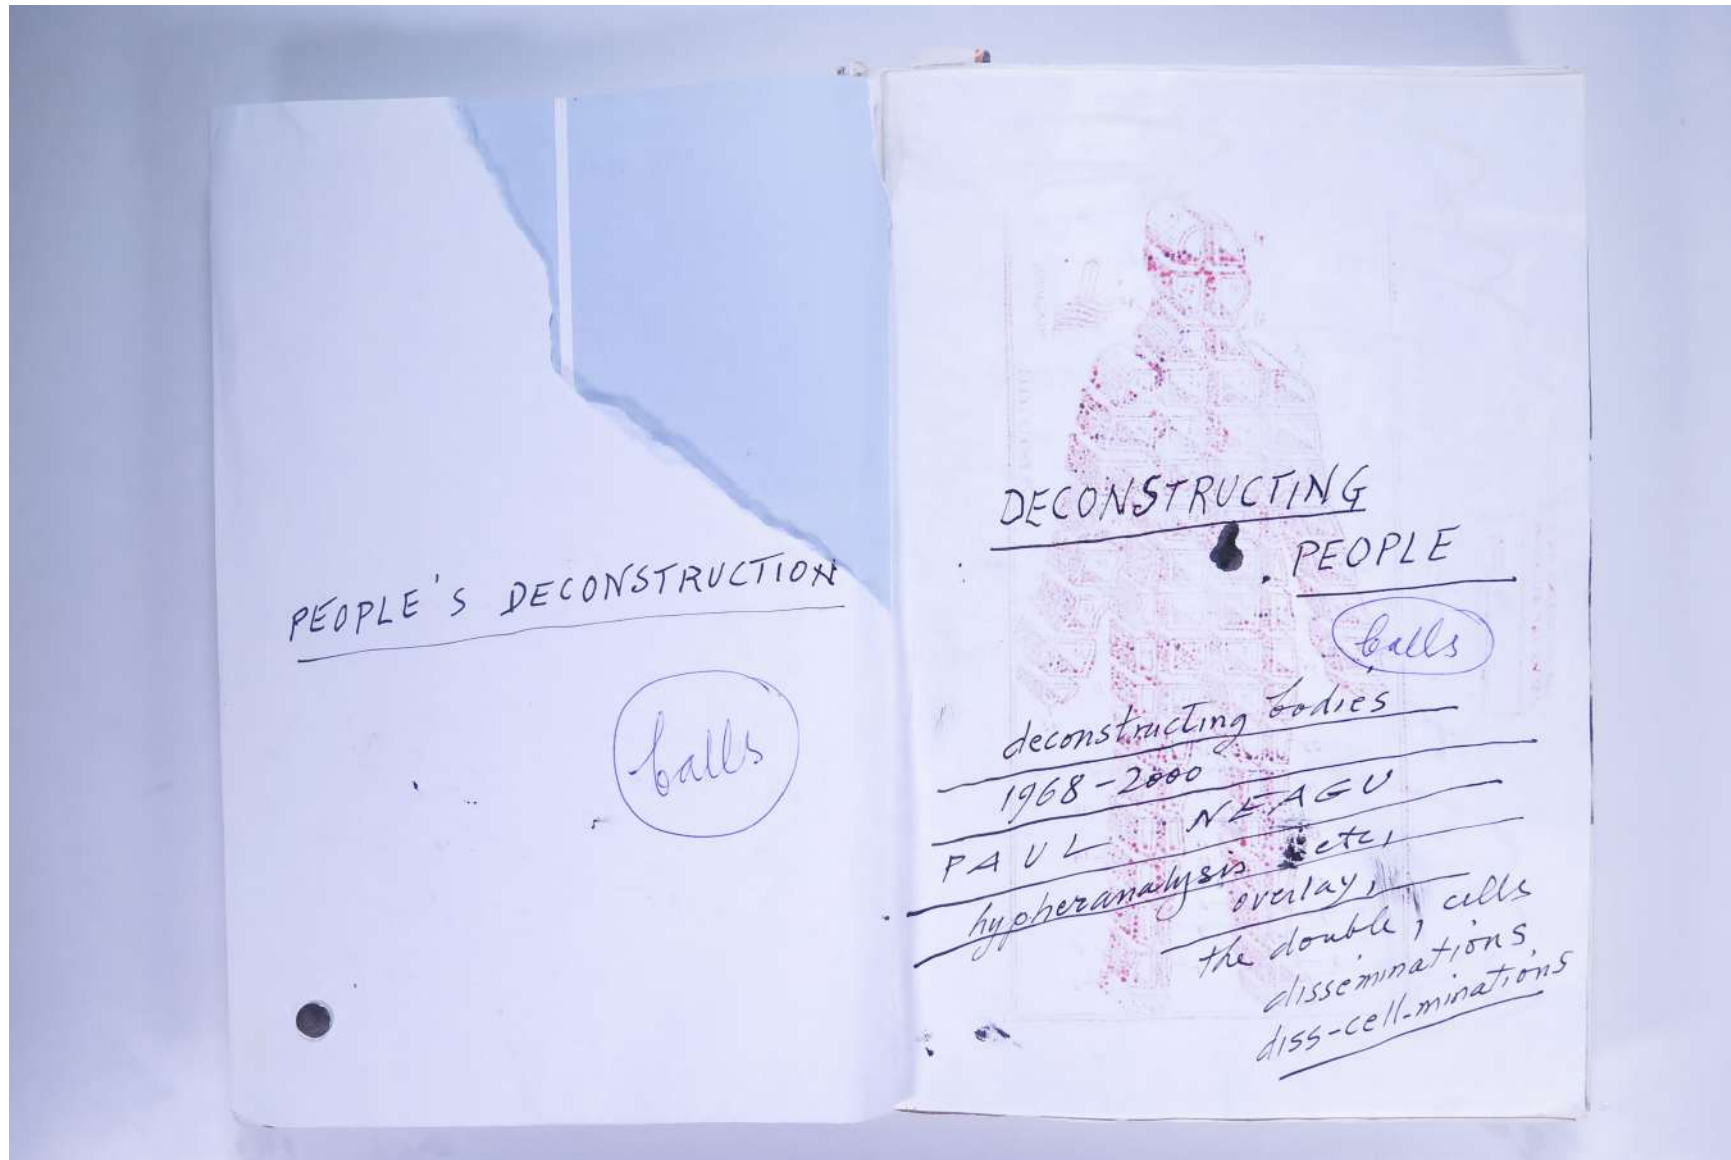 PEOPLE'S DECONSTRUCTION
balls
DECONSTRUCTING
PEOPLE
balls
deconstructing bodies
1968-2000
PAUL NEAGU
hypheranalysis etc,
overlay,
the double, cells
disseminations,
diss-cell-minations